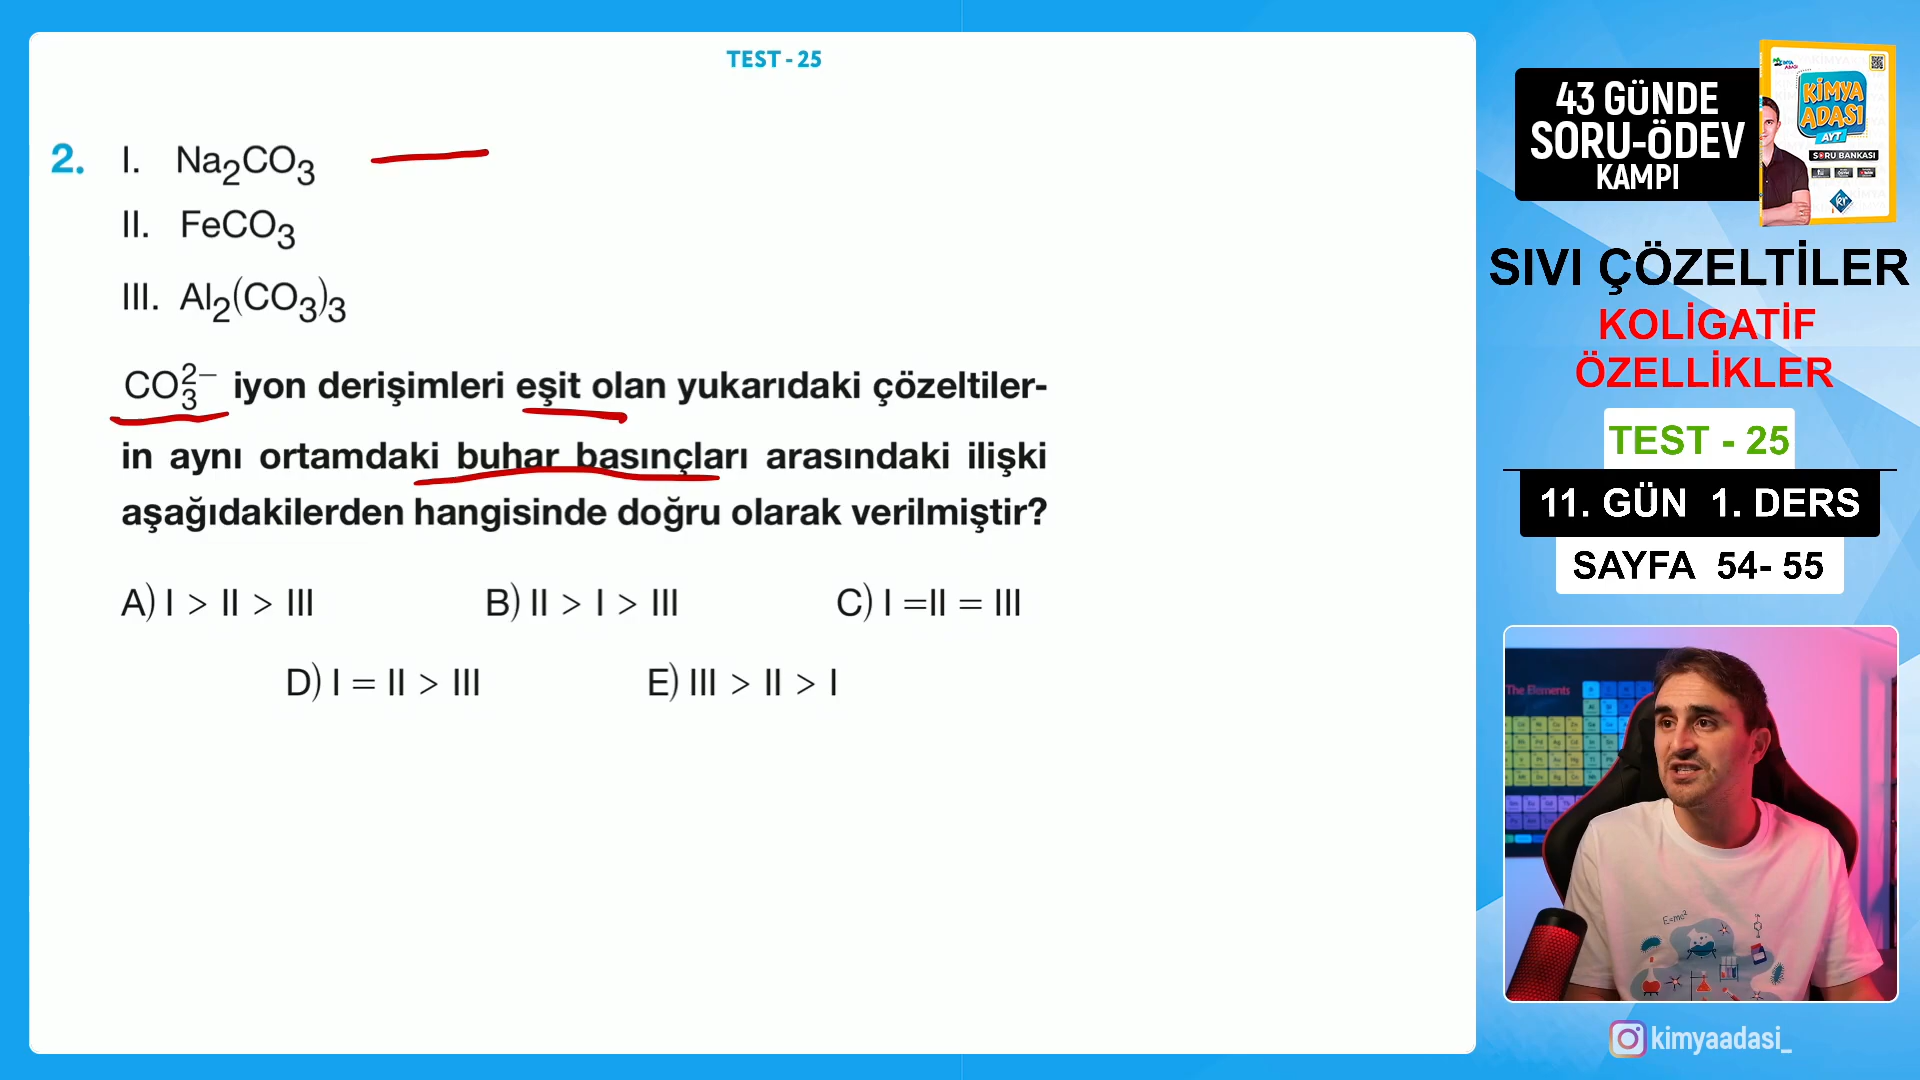 TEST - 25
2. I. Na₂CO₃
II. FeCO₃
III. Al₂(CO₃)₃
CO₃²⁻ iyon derişimleri eşit olan yukarıdaki çözeltiler-
in aynı ortamdaki buhar basınçları arasındaki ilişki
aşağıdakilerden hangisinde doğru olarak verilmiştir?
A) I > II > III B) II > I > III C) I =II = III
D) I = II > III E) III > II > I
43 GÜNDE
SORU-ÖDEV
KAMPI
KİMYA
ADASI
AYT
SORU BANKASI
kr
SIVI ÇÖZELTİLER
KOLİGATİF
ÖZELLİKLER
TEST - 25
11. GÜN 1. DERS
SAYFA 54- 55
The Elements
E=mc²
kimyaadasi_